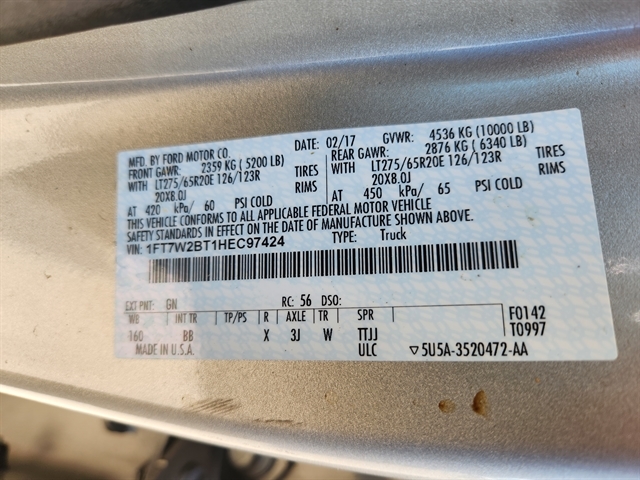 MFD. BY FORD MOTOR CO.
DATE: 02/17 GVWR: 4536 KG (10000 LB)
FRONT GAWR: 2359 KG ( 5200 LB) REAR GAWR: 2876 KG ( 6340 LB)
WITH LT275/65R20E 126/123R TIRES WITH LT275/65R20E 126/123R TIRES
20X8.0J RIMS 20X8.0J RIMS
AT 420 kPa/ 60 PSI COLD AT 450 kPa/ 65 PSI COLD
THIS VEHICLE CONFORMS TO ALL APPLICABLE FEDERAL MOTOR VEHICLE
SAFETY STANDARDS IN EFFECT ON THE DATE OF MANUFACTURE SHOWN ABOVE
VIN: 1FT7W2BT1HEC97424 TYPE: Truck
EXT PNT: GN RC: 56 DSO:
WB INT TR TP/PS R AXLE TR SPR F0142
160 BB X 3J W TTJJ T0997
MADE IN U.S.A. ULC ▽5U5A-3520472-AA